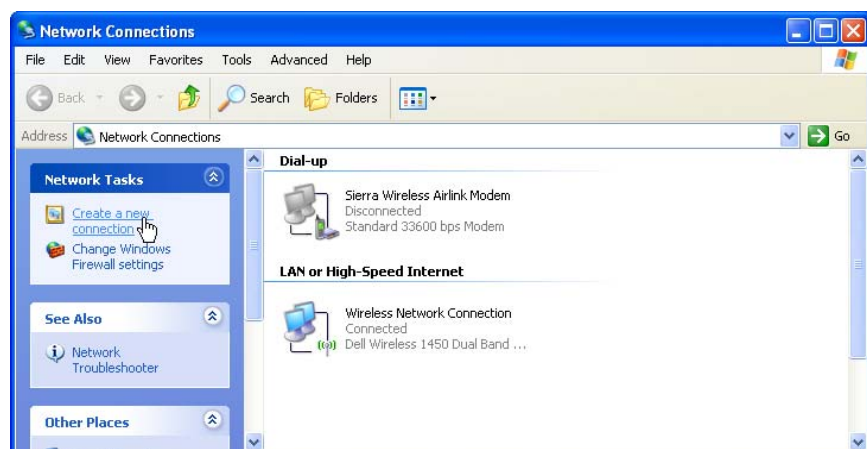 Network Connections
File Edit View Favorites Tools Advanced Help
Back Search Folders
Address Network Connections Go
Network Tasks
Create a new
connection
Change Windows
Firewall settings
See Also
Network
Troubleshooter
Other Places
Dial-up
Sierra Wireless Airlink Modem
Disconnected
Standard 33600 bps Modem
LAN or High-Speed Internet
Wireless Network Connection
Connected
Dell Wireless 1450 Dual Band ...